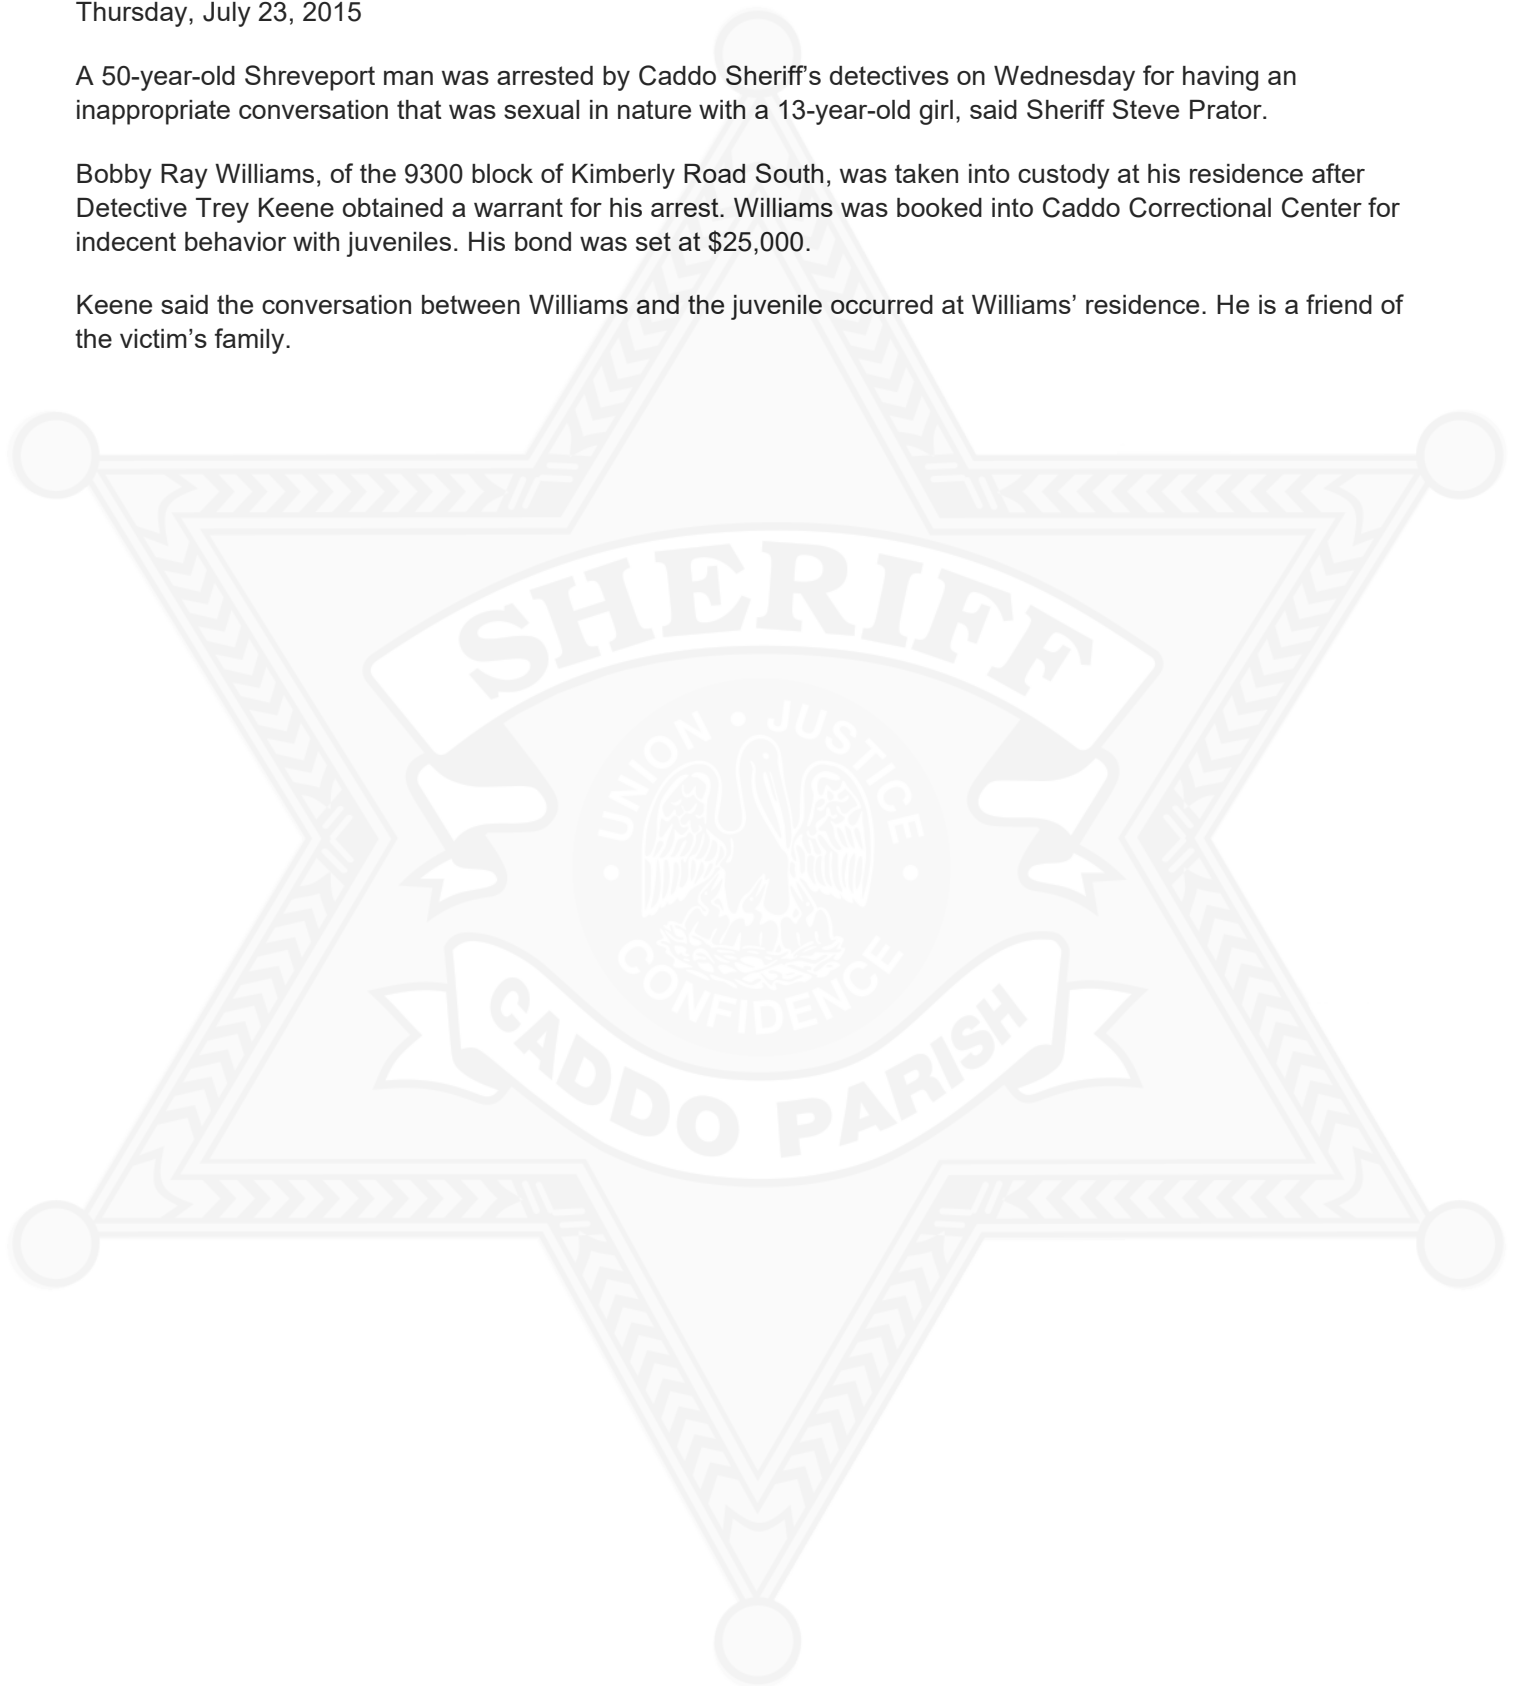 Thursday, July 23, 2015
A 50-year-old Shreveport man was arrested by Caddo Sheriff’s detectives on Wednesday for having an
inappropriate conversation that was sexual in nature with a 13-year-old girl, said Sheriff Steve Prator.
Bobby Ray Williams, of the 9300 block of Kimberly Road South, was taken into custody at his residence after
Detective Trey Keene obtained a warrant for his arrest. Williams was booked into Caddo Correctional Center for
indecent behavior with juveniles. His bond was set at $25,000.
Keene said the conversation between Williams and the juvenile occurred at Williams’ residence. He is a friend of
the victim’s family.
SHERIFF
UNION • JUSTICE
• CONFIDENCE •
CADDO PARISH